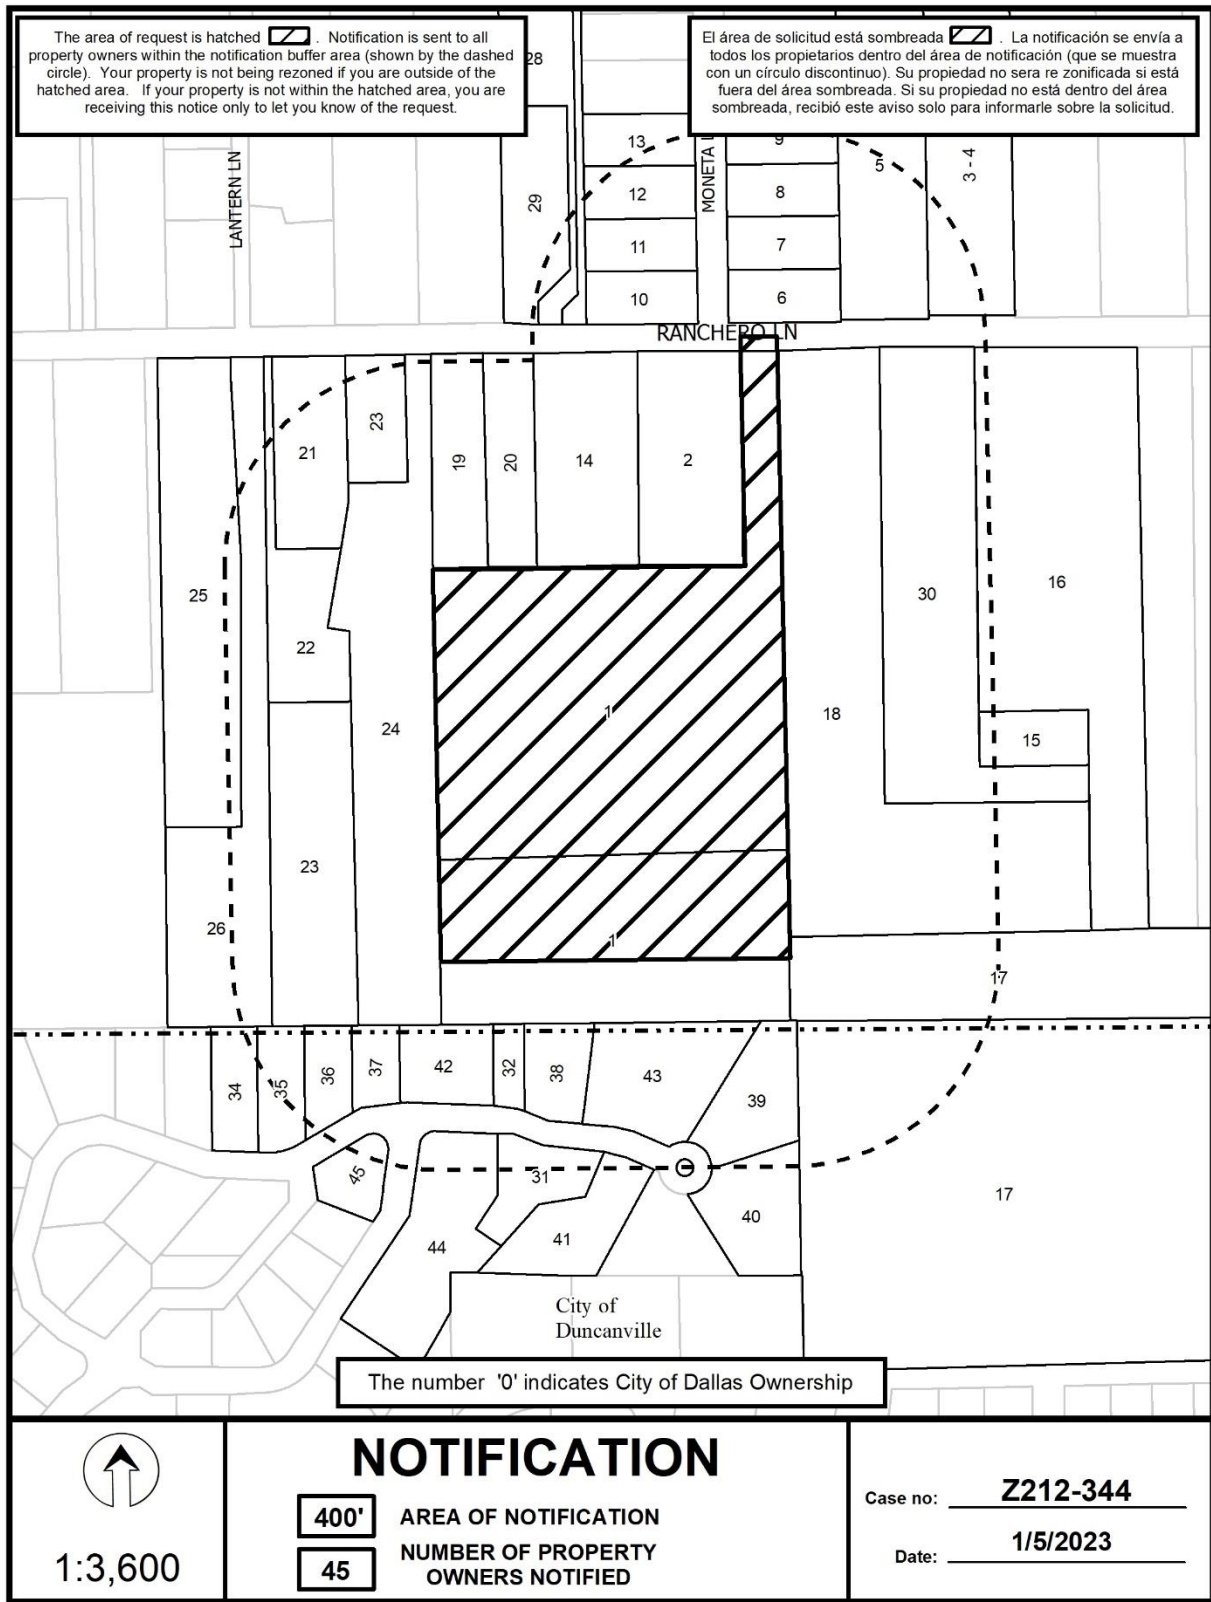 The area of request is hatched . Notification is sent to all
property owners within the notification buffer area (shown by the dashed
circle). Your property is not being rezoned if you are outside of the
hatched area. If your property is not within the hatched area, you are
receiving this notice only to let you know of the request.
El área de solicitud está sombreada . La notificación se envía a
todos los propietarios dentro del área de notificación (que se muestra
con un círculo discontinuo). Su propiedad no sera re zonificada si está
fuera del área sombreada. Si su propiedad no está dentro del área
sombreada, recibió este aviso solo para informarle sobre la solicitud.
28
13
9
5
3 - 4
LANTERN LN
29
12
MONETA L
8
11
7
10
6
RANCHERO LN
21
23
19
20
14
2
25
30
16
22
24
1
18
15
23
26
1
17
34
35
36
37
42
32
38
43
39
45
31
17
40
44
41
City of
Duncanville
The number '0' indicates City of Dallas Ownership
1:3,600
NOTIFICATION
400' AREA OF NOTIFICATION
45 NUMBER OF PROPERTY
OWNERS NOTIFIED
Case no: Z212-344
Date: 1/5/2023